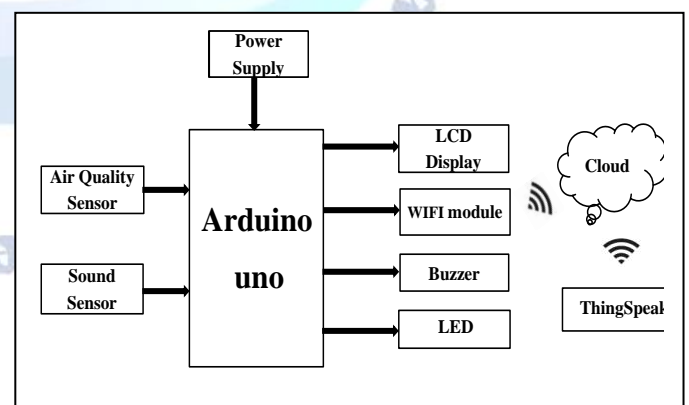 Power
Supply
Air Quality
Sensor
Sound
Sensor
Arduino
uno
LCD
Display
WIFI module
Buzzer
LED
Cloud
ThingSpeak